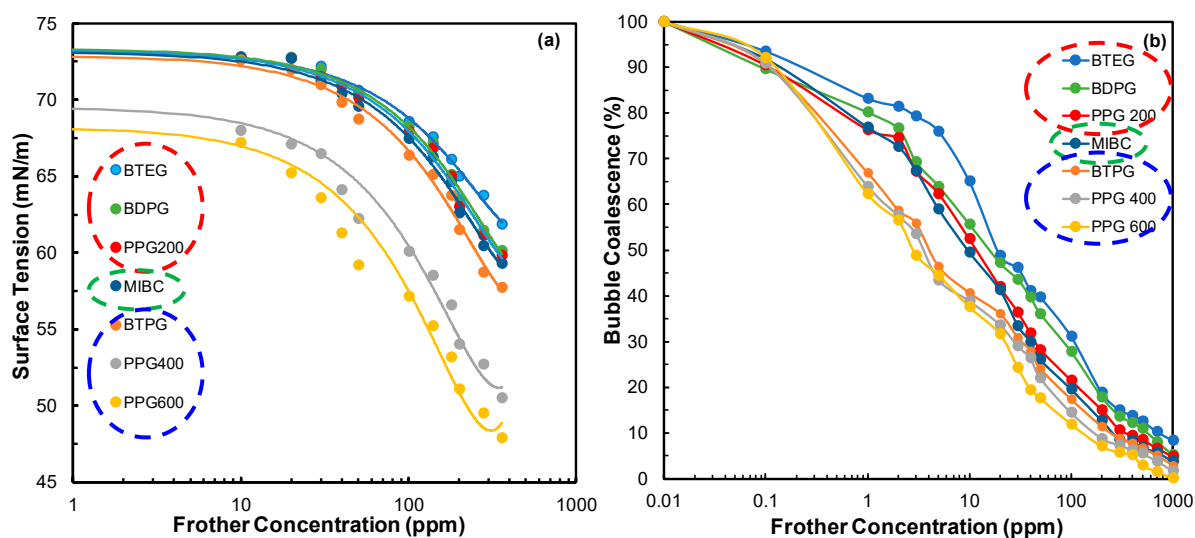 (a)
Surface Tension (mN/m)
75
70
65
60
55
50
45
BTEG
BDPG
PPG200
MIBC
BTPG
PPG400
PPG600
1
10
100
1000
Frother Concentration (ppm)
(b)
Bubble Coalescence (%)
100
90
80
70
60
50
40
30
20
10
0
BTEG
BDPG
PPG 200
MIBC
BTPG
PPG 400
PPG 600
0.01
0.1
1
10
100
1000
Frother Concentration (ppm)